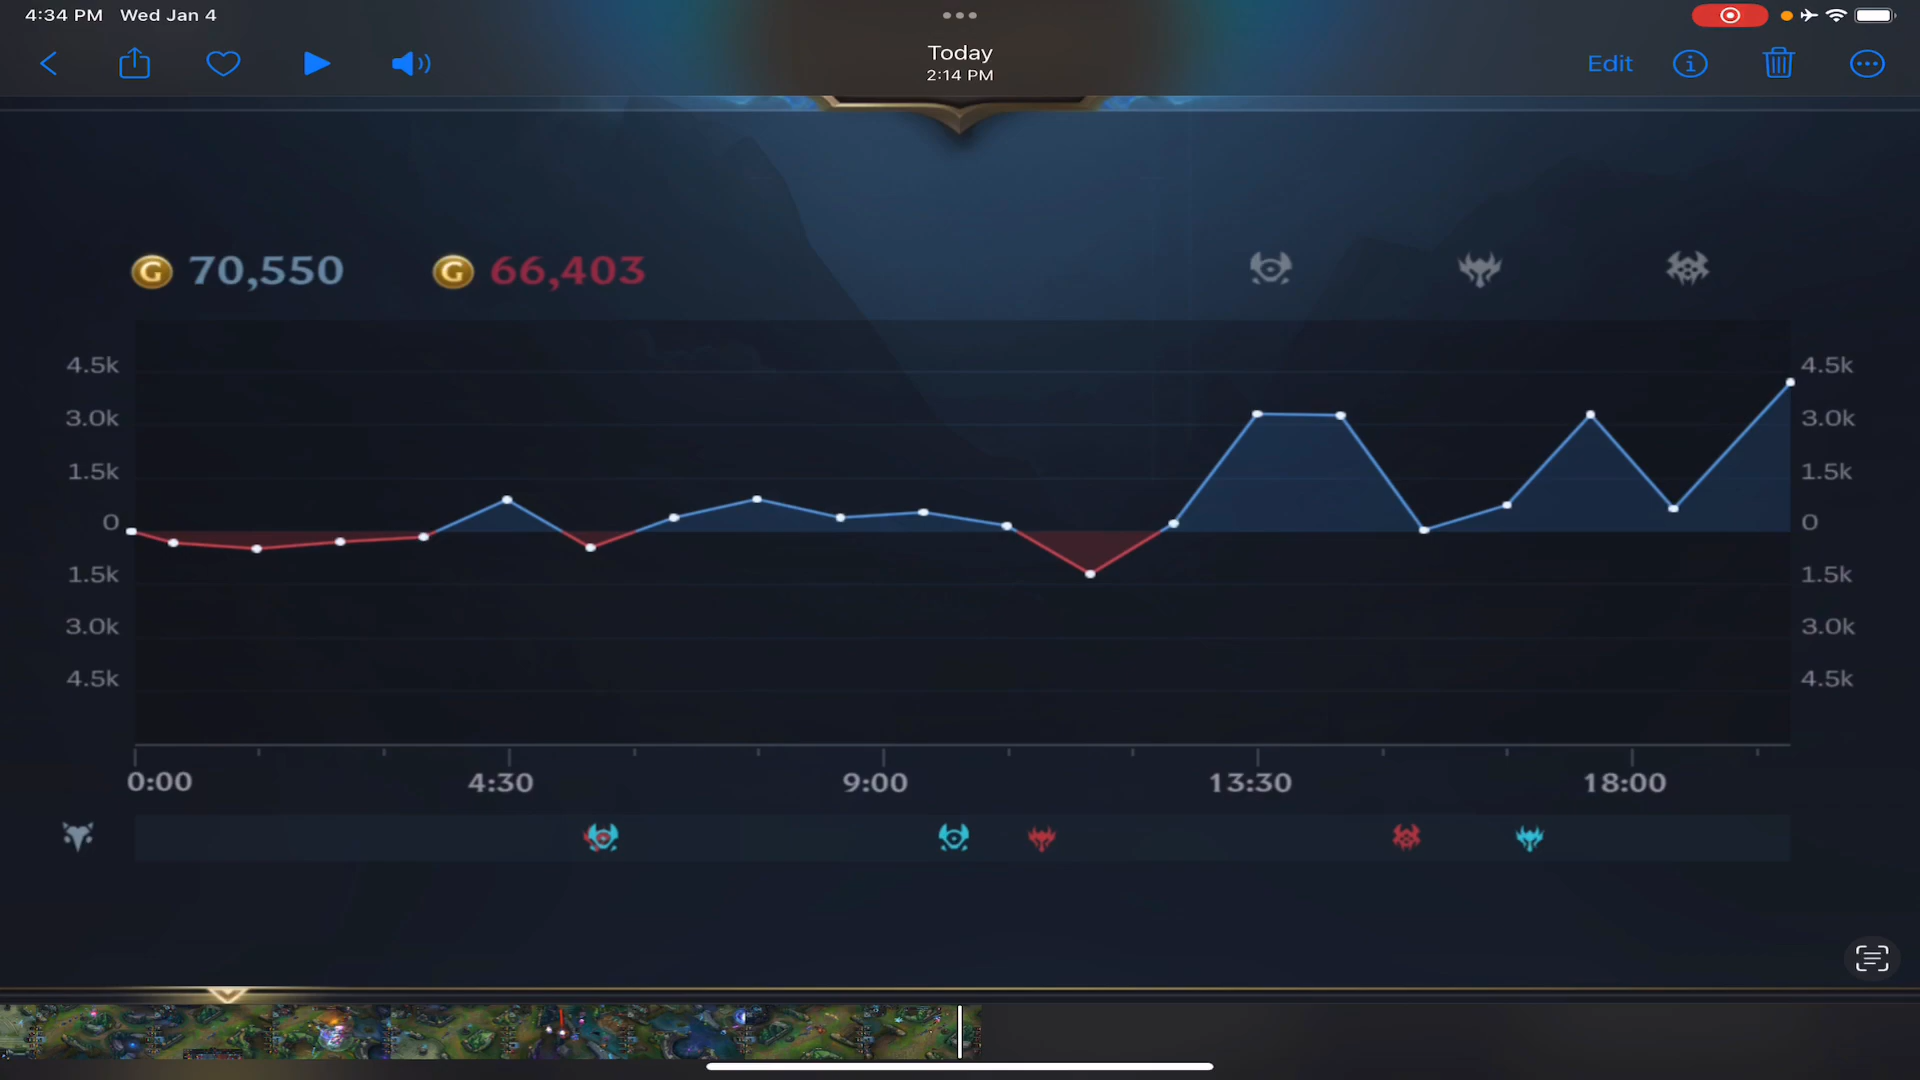 4:34 PM Wed Jan 4
Today
2:14 PM
Edit
G 70,550 G 66,403
4.5k 4.5k
3.0k 3.0k
1.5k 1.5k
0 0
1.5k 1.5k
3.0k 3.0k
4.5k 4.5k
0:00 4:30 9:00 13:30 18:00